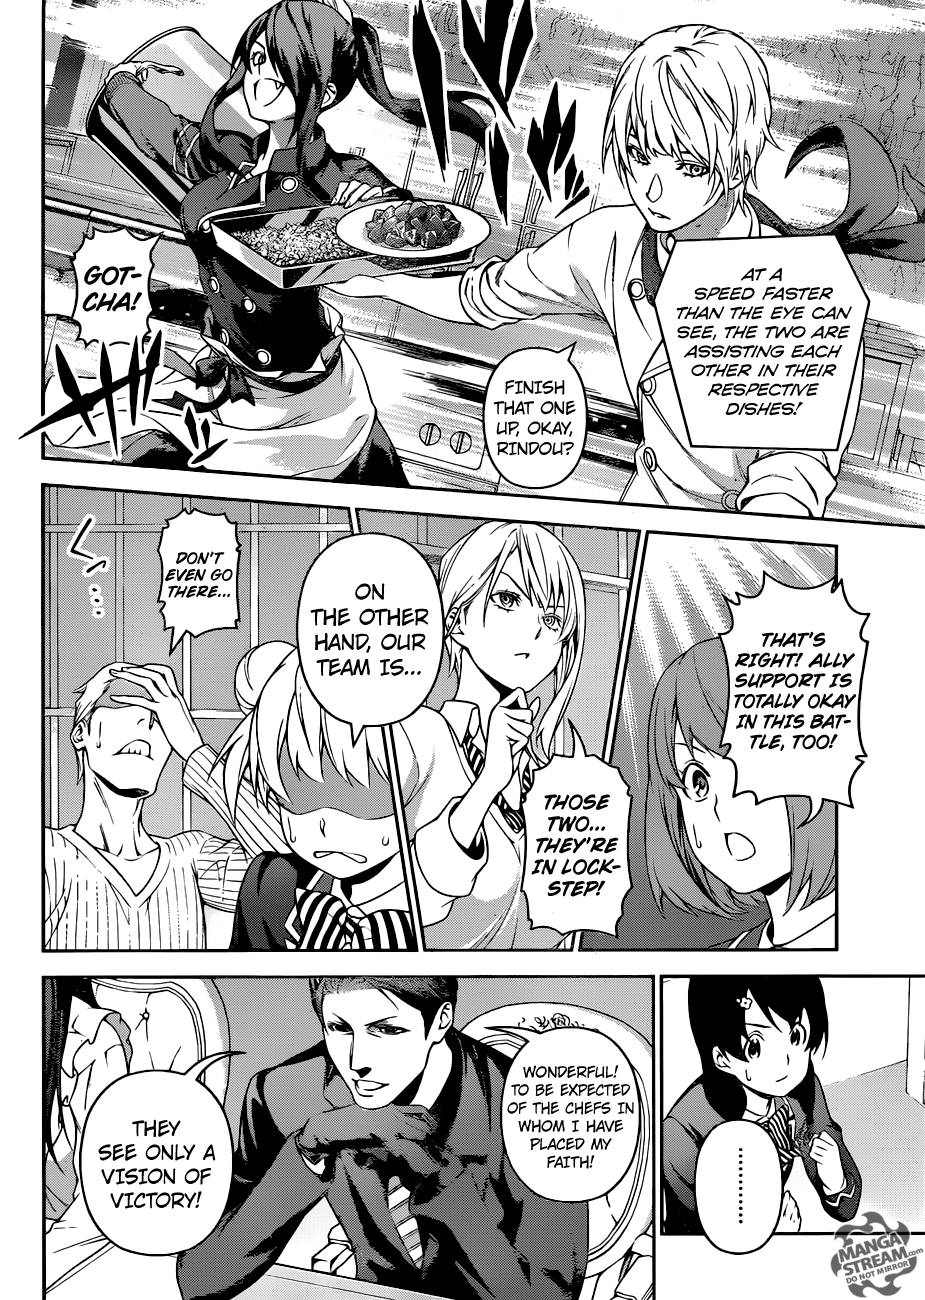 AT A
SPEED FASTER
THAN THE EYE CAN
SEE, THE TWO ARE
ASSISTING EACH
OTHER IN THEIR
RESPECTIVE
DISHES!
FINISH
THAT ONE
UP, OKAY,
RINDOU?
GOT-
CHA!
THAT'S
RIGHT! ALLY
SUPPORT IS
TOTALLY OKAY
IN THIS BAT-
TLE, TOO!
THOSE
TWO...
THEY'RE
IN LOCK-
STEP!
ON
THE OTHER
HAND, OUR
TEAM IS...
DON'T
EVEN GO
THERE...
.........
WONDERFUL!
TO BE EXPECTED
OF THE CHEFS IN
WHOM I HAVE
PLACED MY
FAITH!
THEY
SEE ONLY A
VISION OF
VICTORY!
MANGA
STREAM.com
DO NOT MIRROR